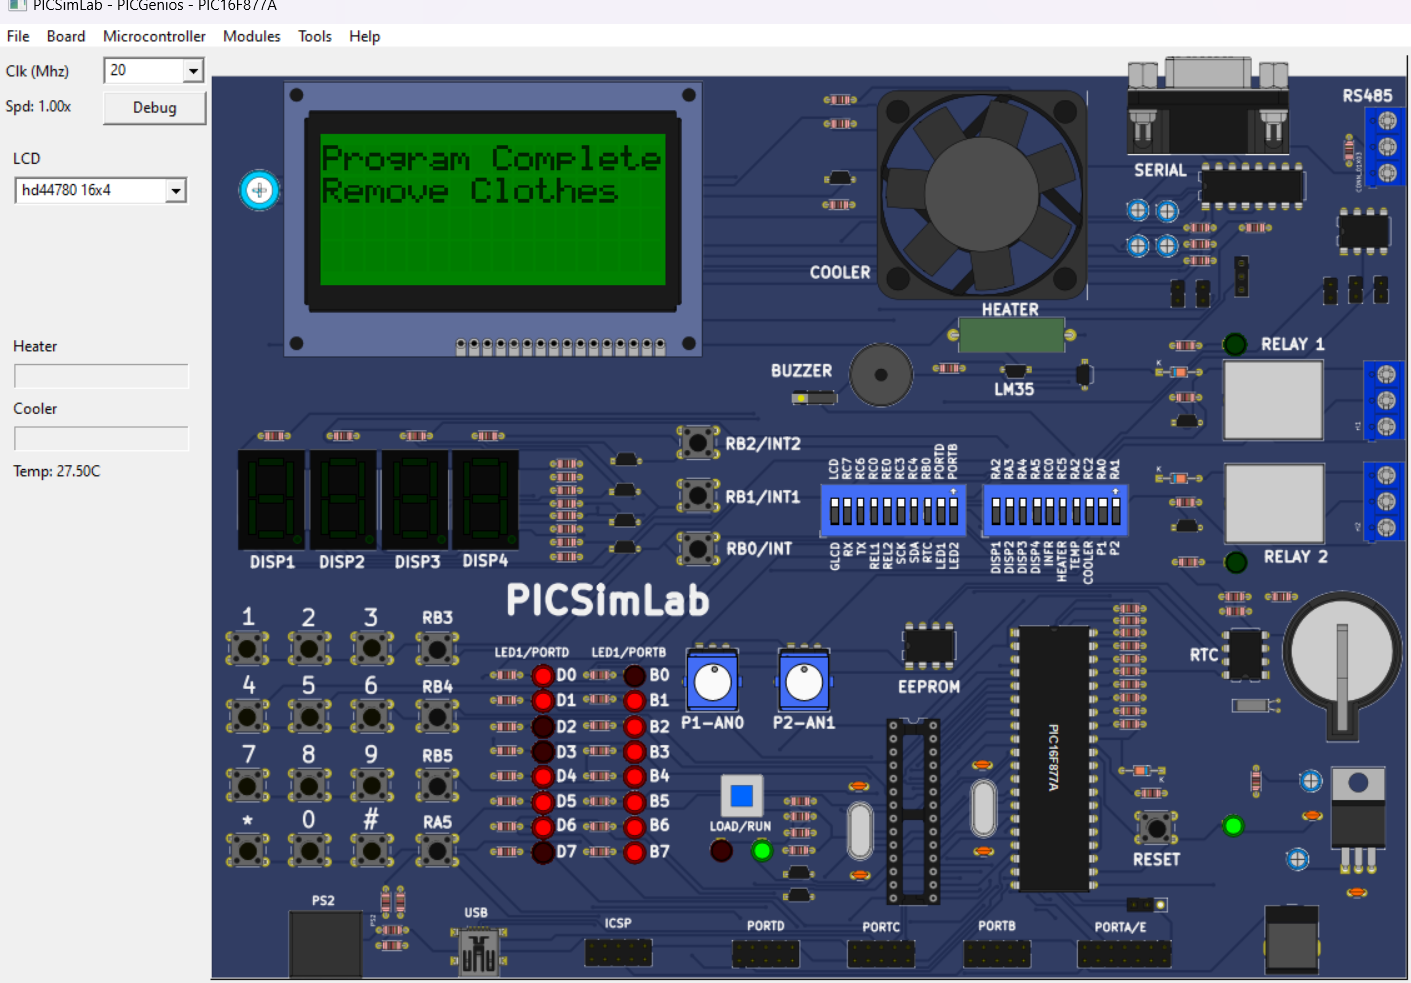 PICSimLab - PICGenios - PIC16F877A
File Board Microcontroller Modules Tools Help
Clk (Mhz) 20
Spd: 1.00x Debug
LCD
hd44780 16x4
Heater
Cooler
Temp: 27.50C
Program Complete
Remove Clothes
COOLER
HEATER
BUZZER
LM35
SERIAL
RS485
CONN_DIN03
RELAY 1
RELAY 2
K
K
RB2/INT2
RB1/INT1
RB0/INT
LCD RC7 RC6 RC0 RE0 RC3 RC4 RB0 PORTD PORTB
GLCD RX TX REL1 REL2 SCK SDA RTC LED1 LED2
RA2 RA3 RA4 RA5 RC0 RC5 RA2 RC2 RA0 RA1
DISP1 DISP2 DISP3 DISP4 INFR HEATER TEMP COOLER P1 P2
DISP1 DISP2 DISP3 DISP4
PICSimLab
1 2 3 RB3
4 5 6 RB4
7 8 9 RB5
* 0 # RA5
LED1/PORTD LED1/PORTB
D0 B0
D1 B1
D2 B2
D3 B3
D4 B4
D5 B5
D6 B6
D7 B7
P1-AN0 P2-AN1
LOAD/RUN
EEPROM
PIC16F877A
RTC
K
RESET
PS2
PS2
USB
ICSP
PORTD
PORTC
PORTB
PORTA/E